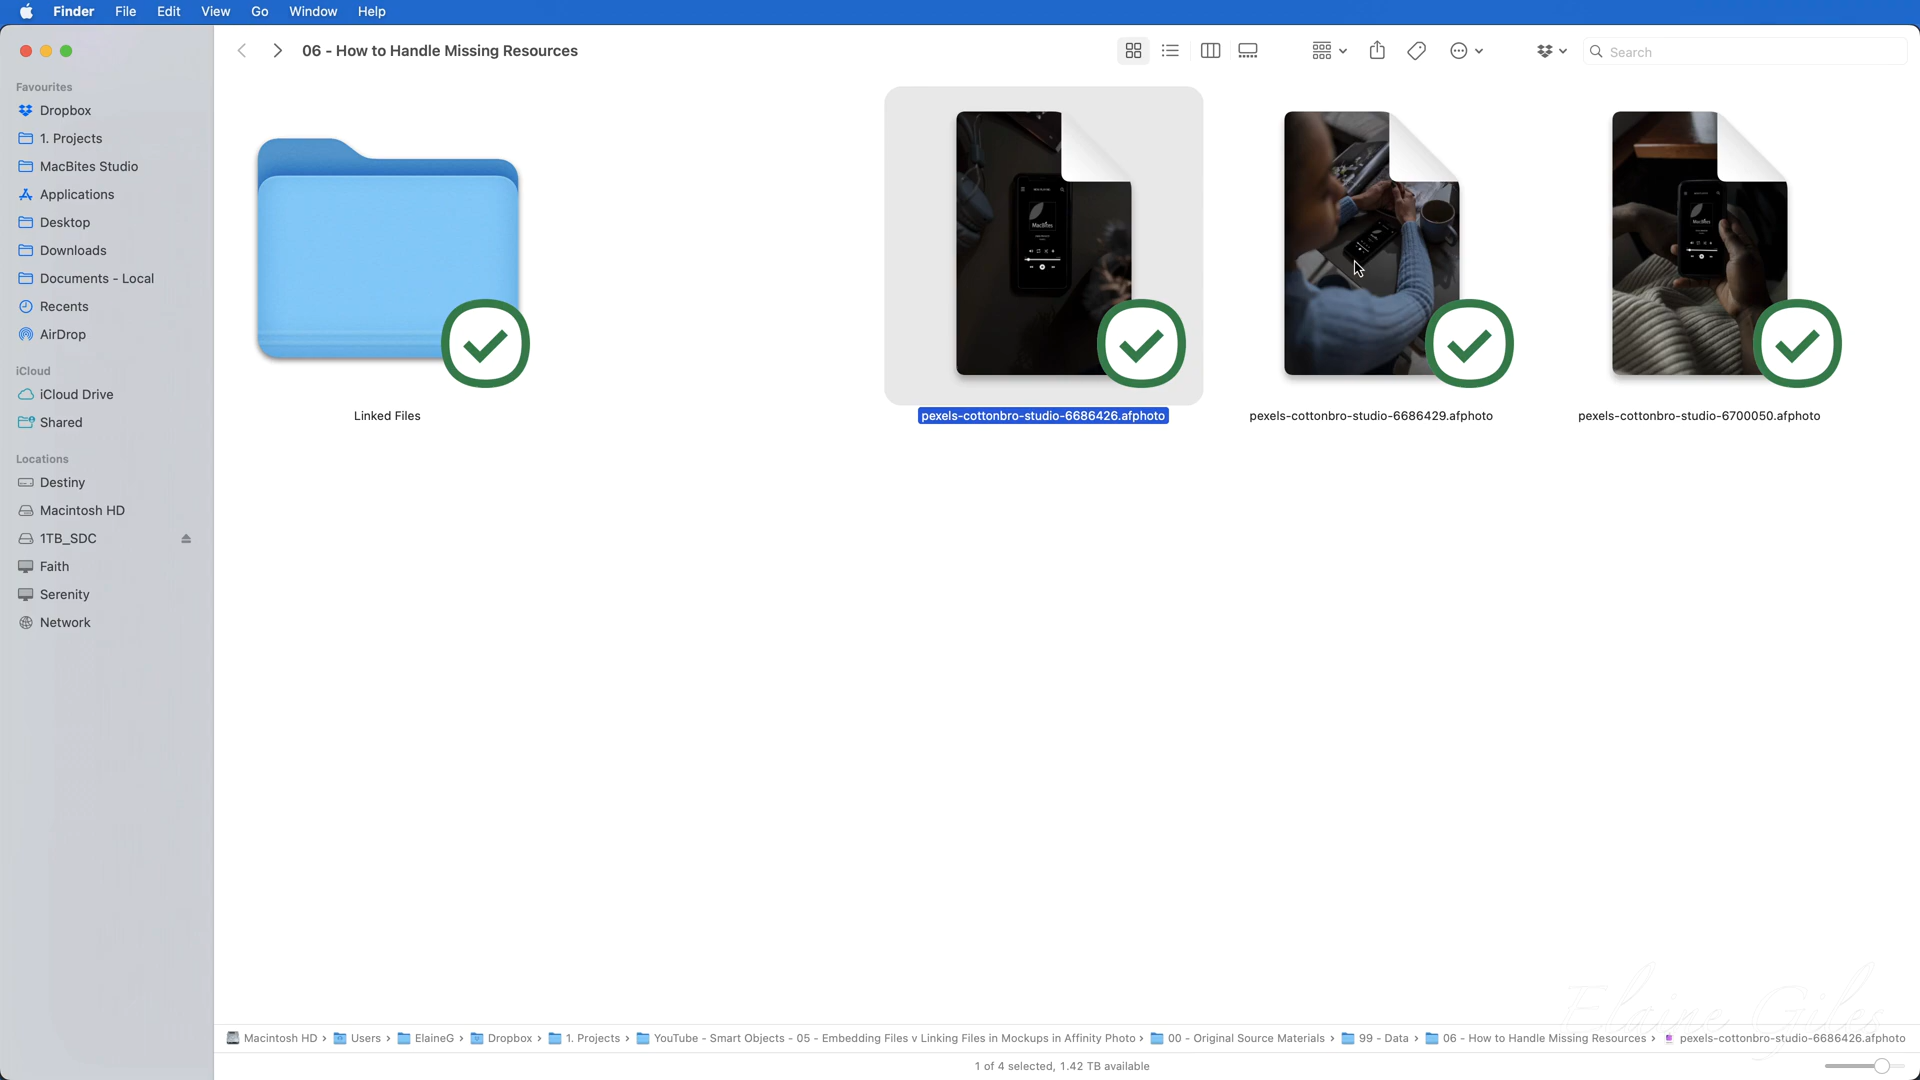 Finder File Edit View Go Window Help
06 - How to Handle Missing Resources
Search
Favourites
Dropbox
1. Projects
MacBites Studio
Applications
Desktop
Downloads
Documents - Local
Recents
AirDrop
iCloud
iCloud Drive
Shared
Locations
Destiny
Macintosh HD
1TB_SDC
Faith
Serenity
Network
MacBites
Linked Files
pexels-cottonbro-studio-6686426.afphoto
pexels-cottonbro-studio-6686429.afphoto
pexels-cottonbro-studio-6700050.afphoto
Elaine Giles
Macintosh HD › Users › ElaineG › Dropbox › 1. Projects › YouTube - Smart Objects - 05 - Embedding Files v Linking Files in Mockups in Affinity Photo › 00 - Original Source Materials › 99 - Data › 06 - How to Handle Missing Resources › pexels-cottonbro-studio-6686426.afphoto
1 of 4 selected, 1.42 TB available